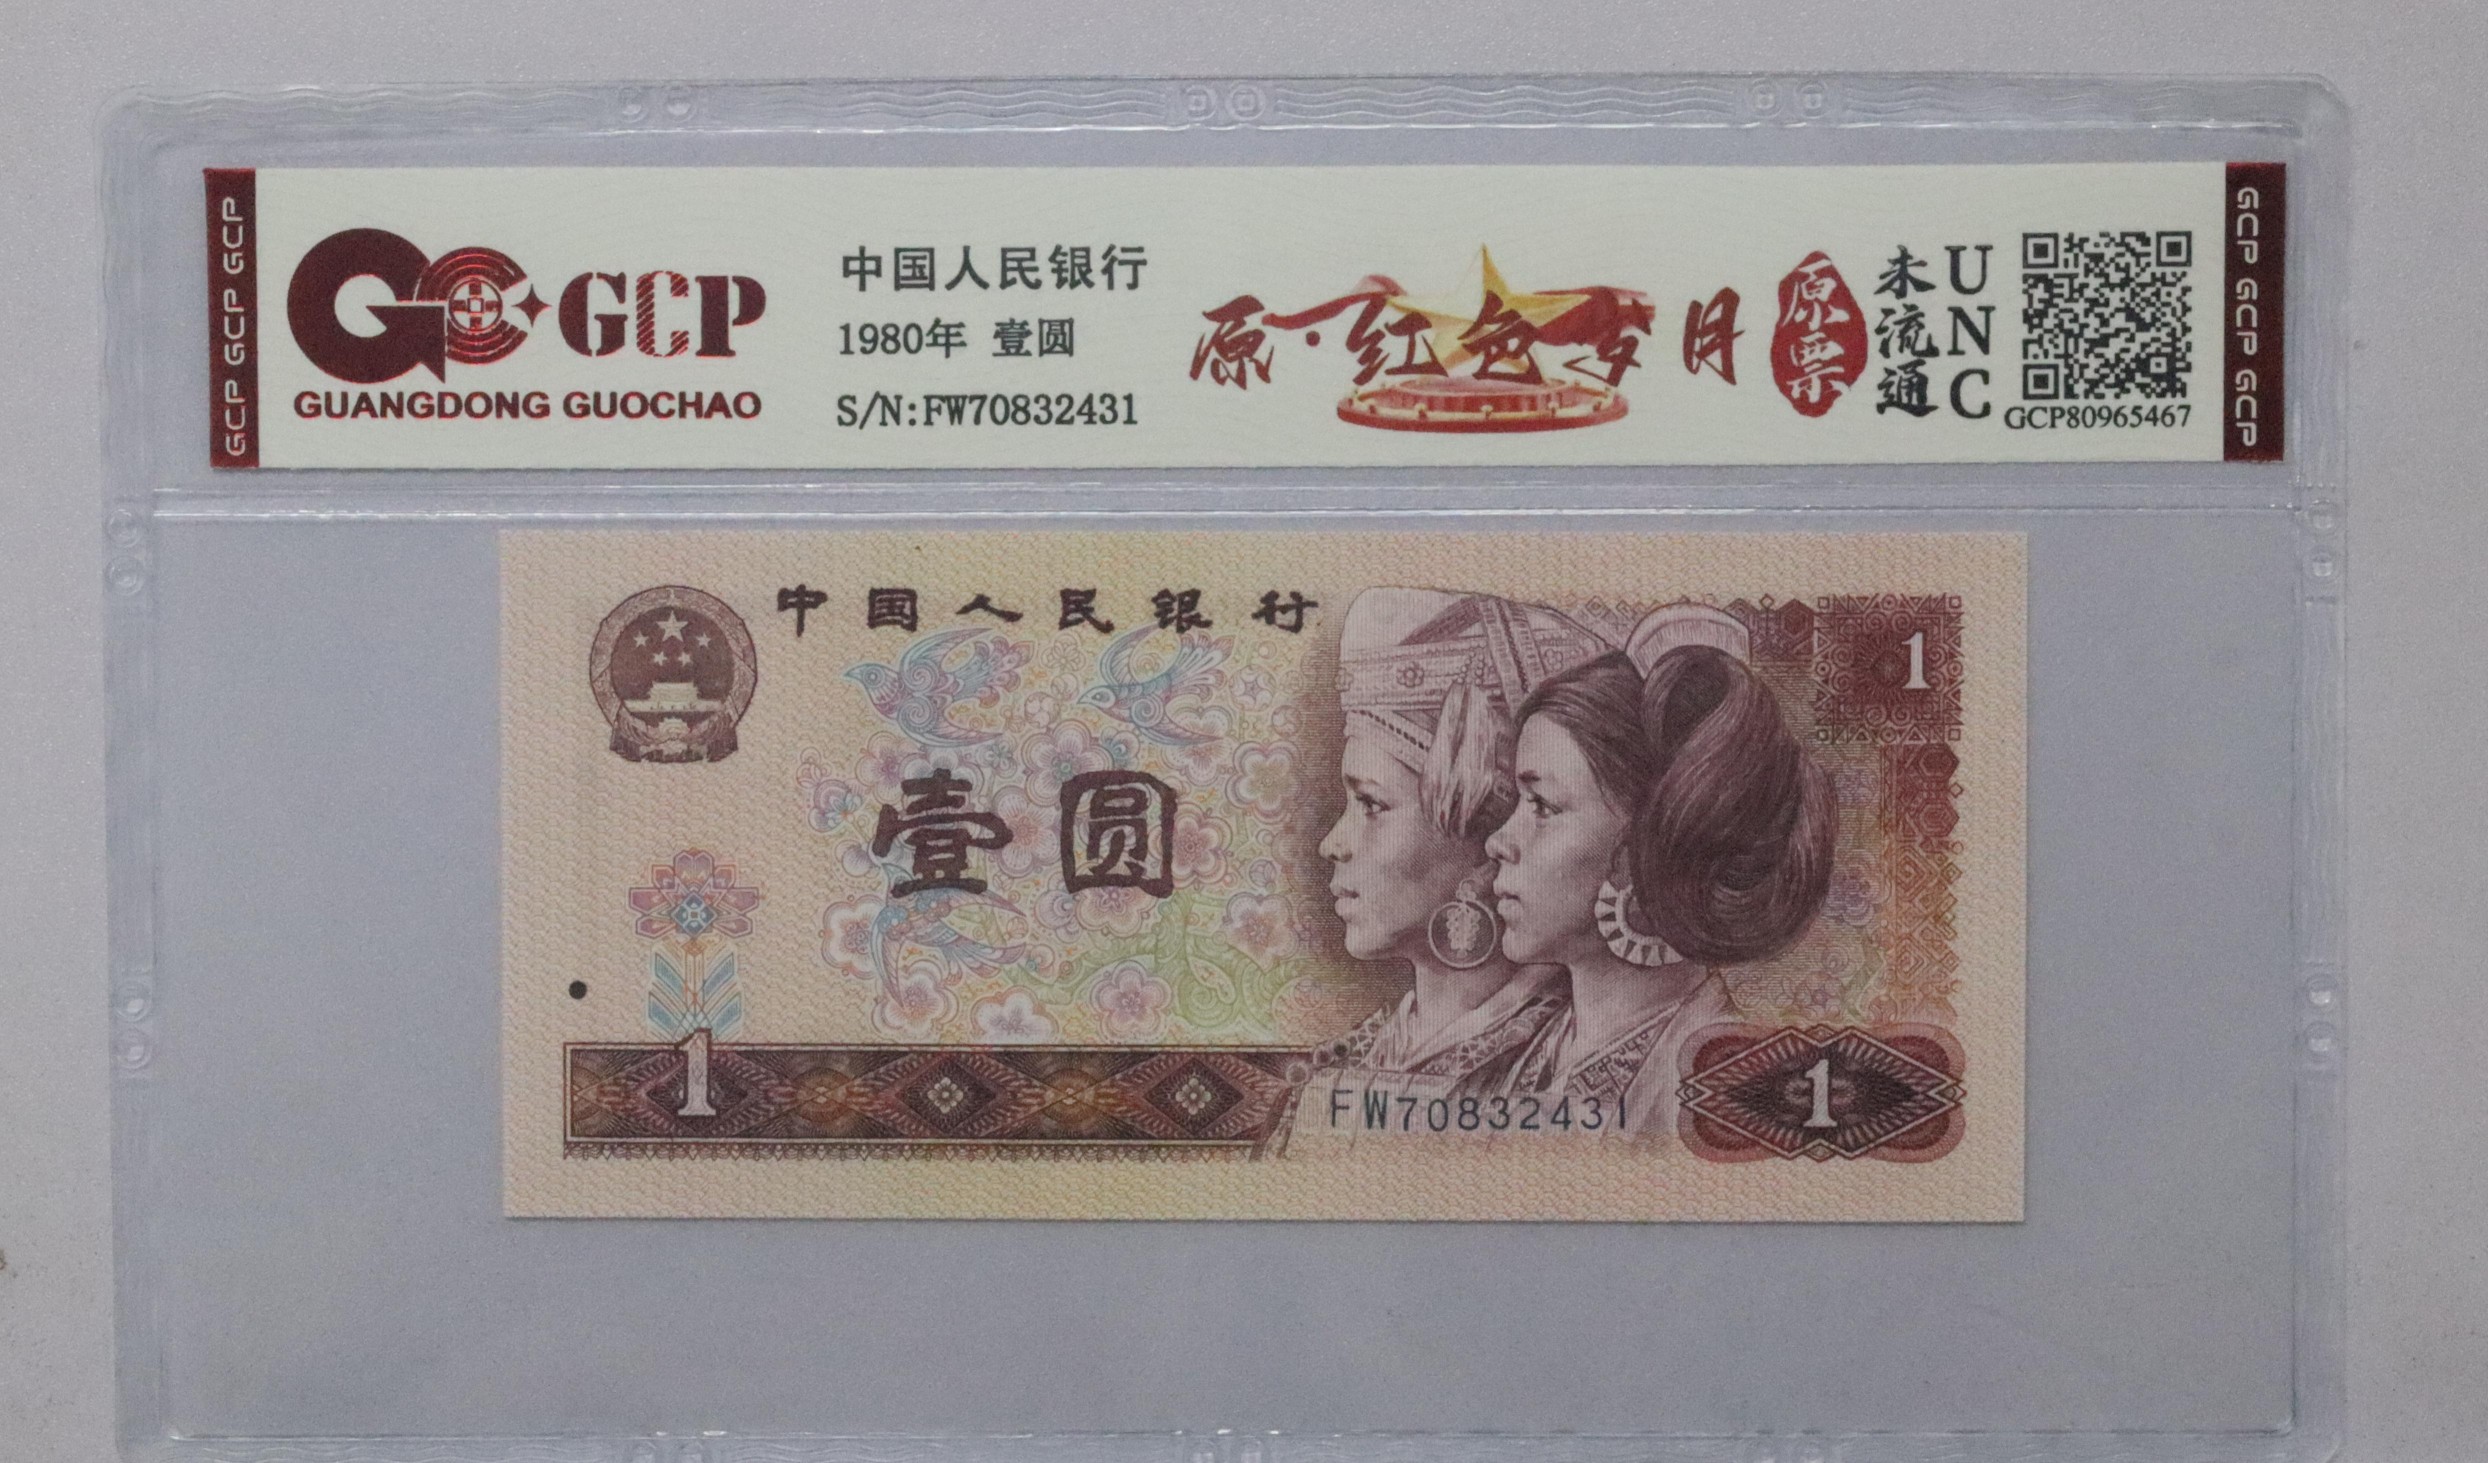 GCP GCP GCP
GCP
GUANGDONG GUOCHAO
中国人民银行
1980年 壹圆
S/N:FW70832431
原·红色岁月
原票
未流通
UNC
GCP80965467
GCP GCP GCP
中国人民银行
1
壹圆
1
FW70832431
1